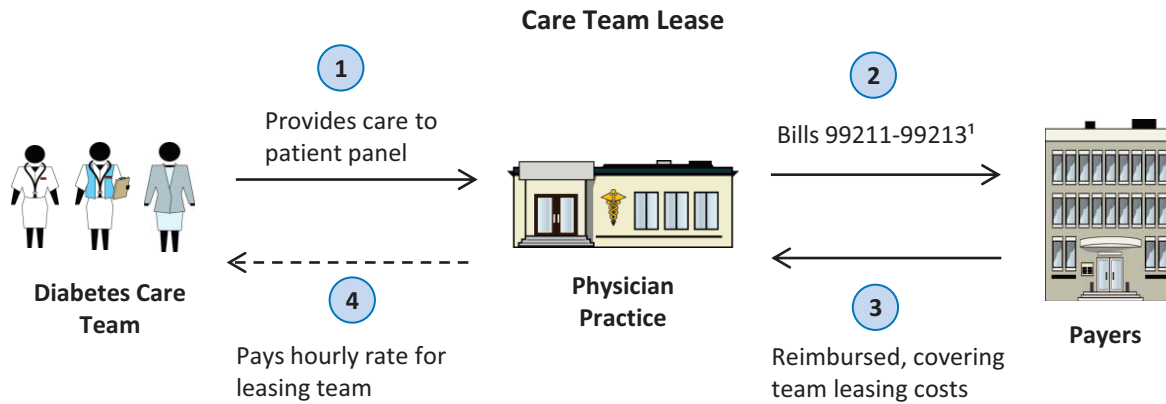 Care Team Lease
1
Provides care to
patient panel
2
Bills 99211-99213¹
Diabetes Care
Team
Physician
Practice
Payers
4
Pays hourly rate for
leasing team
3
Reimbursed, covering
team leasing costs